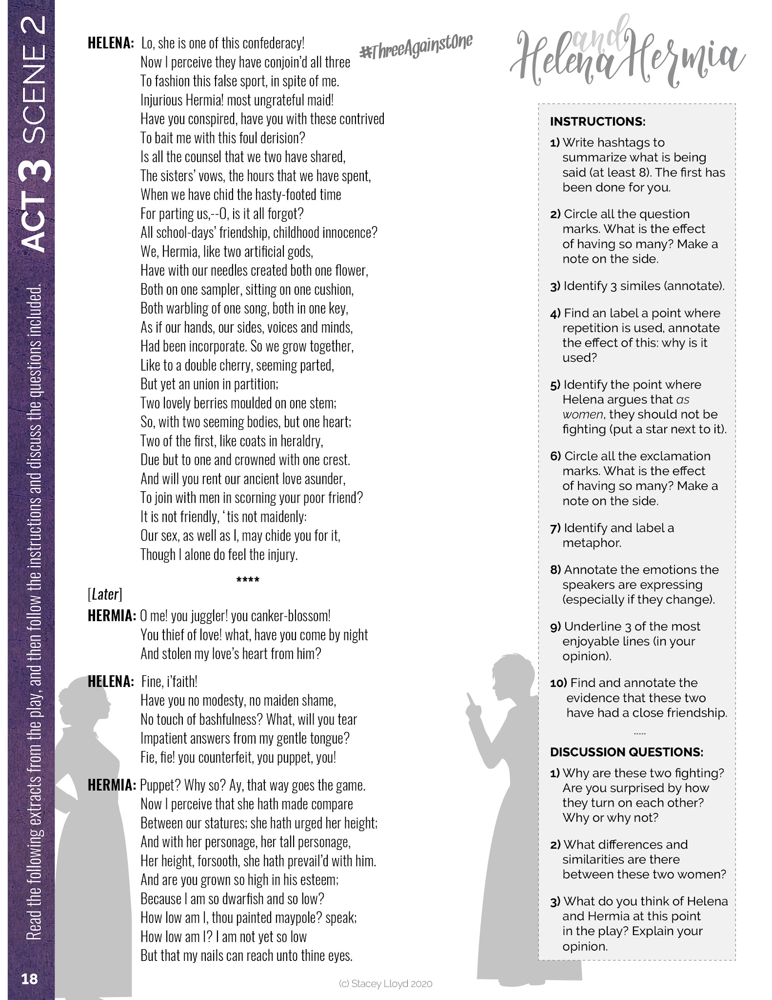 ACT 3 SCENE 2
Read the following extracts from the play, and then follow the instructions and discuss the questions included.
18
HELENA: Lo, she is one of this confederacy!
#ThreeAgainstOne
Now I perceive they have conjoin’d all three
To fashion this false sport, in spite of me.
Injurious Hermia! most ungrateful maid!
Have you conspired, have you with these contrived
To bait me with this foul derision?
Is all the counsel that we two have shared,
The sisters’ vows, the hours that we have spent,
When we have chid the hasty-footed time
For parting us,--O, is it all forgot?
All school-days’ friendship, childhood innocence?
We, Hermia, like two artificial gods,
Have with our needles created both one flower,
Both on one sampler, sitting on one cushion,
Both warbling of one song, both in one key,
As if our hands, our sides, voices and minds,
Had been incorporate. So we grow together,
Like to a double cherry, seeming parted,
But yet an union in partition;
Two lovely berries moulded on one stem;
So, with two seeming bodies, but one heart;
Two of the first, like coats in heraldry,
Due but to one and crowned with one crest.
And will you rent our ancient love asunder,
To join with men in scorning your poor friend?
It is not friendly, ‘tis not maidenly:
Our sex, as well as I, may chide you for it,
Though I alone do feel the injury.
****
[Later]
HERMIA: O me! you juggler! you canker-blossom!
You thief of love! what, have you come by night
And stolen my love’s heart from him?
HELENA: Fine, i’faith!
Have you no modesty, no maiden shame,
No touch of bashfulness? What, will you tear
Impatient answers from my gentle tongue?
Fie, fie! you counterfeit, you puppet, you!
HERMIA: Puppet? Why so? Ay, that way goes the game.
Now I perceive that she hath made compare
Between our statures; she hath urged her height;
And with her personage, her tall personage,
Her height, forsooth, she hath prevail’d with him.
And are you grown so high in his esteem;
Because I am so dwarfish and so low?
How low am I, thou painted maypole? speak;
How low am I? I am not yet so low
But that my nails can reach unto thine eyes.
Helena and Hermia
INSTRUCTIONS:
1) Write hashtags to
summarize what is being
said (at least 8). The first has
been done for you.
2) Circle all the question
marks. What is the effect
of having so many? Make a
note on the side.
3) Identify 3 similes (annotate).
4) Find an label a point where
repetition is used, annotate
the effect of this: why is it
used?
5) Identify the point where
Helena argues that as
women, they should not be
fighting (put a star next to it).
6) Circle all the exclamation
marks. What is the effect
of having so many? Make a
note on the side.
7) Identify and label a
metaphor.
8) Annotate the emotions the
speakers are expressing
(especially if they change).
9) Underline 3 of the most
enjoyable lines (in your
opinion).
10) Find and annotate the
evidence that these two
have had a close friendship.
.....
DISCUSSION QUESTIONS:
1) Why are these two fighting?
Are you surprised by how
they turn on each other?
Why or why not?
2) What differences and
similarities are there
between these two women?
3) What do you think of Helena
and Hermia at this point
in the play? Explain your
opinion.
(c) Stacey Lloyd 2020